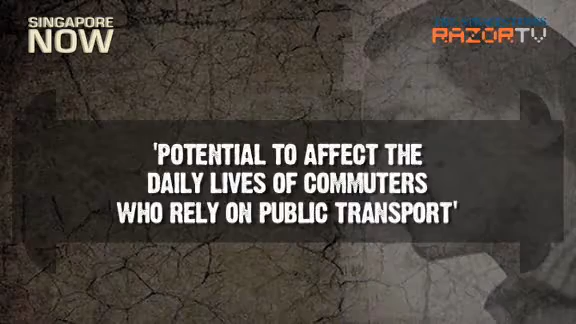 SINGAPORE
NOW
RAZORTV
'POTENTIAL TO AFFECT THE
DAILY LIVES OF COMMUTERS
WHO RELY ON PUBLIC TRANSPORT'